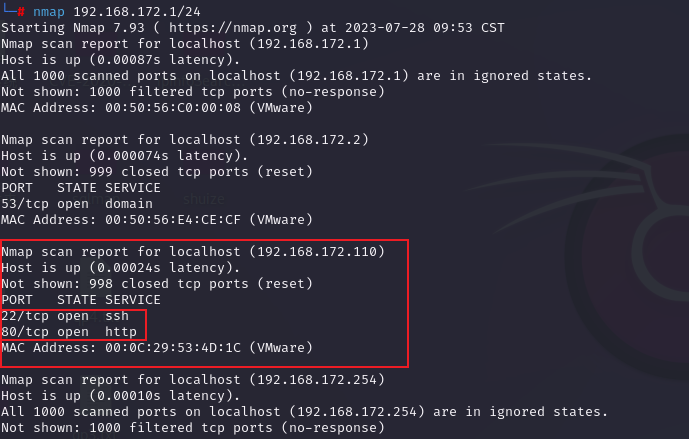 └─# nmap 192.168.172.1/24
Starting Nmap 7.93 ( https://nmap.org ) at 2023-07-28 09:53 CST
Nmap scan report for localhost (192.168.172.1)
Host is up (0.00087s latency).
All 1000 scanned ports on localhost (192.168.172.1) are in ignored states.
Not shown: 1000 filtered tcp ports (no-response)
MAC Address: 00:50:56:C0:00:08 (VMware)

Nmap scan report for localhost (192.168.172.2)
Host is up (0.000074s latency).
Not shown: 999 closed tcp ports (reset)
PORT   STATE SERVICE
53/tcp open  domain
MAC Address: 00:50:56:E4:CE:CF (VMware)

Nmap scan report for localhost (192.168.172.110)
Host is up (0.00024s latency).
Not shown: 998 closed tcp ports (reset)
PORT   STATE SERVICE
22/tcp open  ssh
80/tcp open  http
MAC Address: 00:0C:29:53:4D:1C (VMware)

Nmap scan report for localhost (192.168.172.254)
Host is up (0.00010s latency).
All 1000 scanned ports on localhost (192.168.172.254) are in ignored states.
Not shown: 1000 filtered tcp ports (no-response)